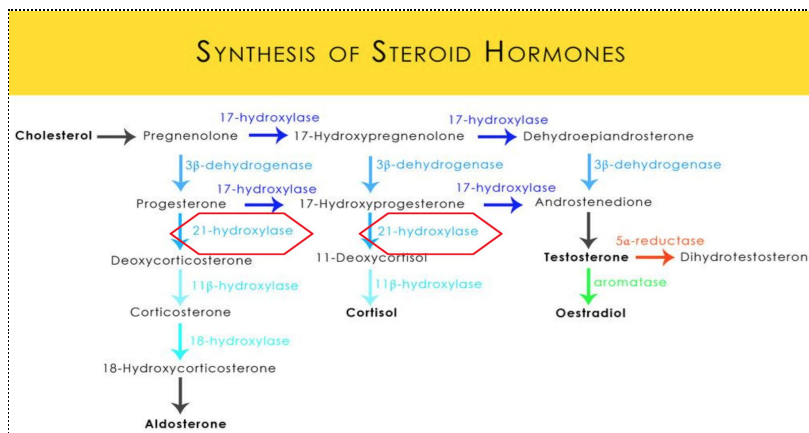 SYNTHESIS OF STEROID HORMONES
17-hydroxylase 17-hydroxylase
Cholesterol Pregnenolone 17-Hydroxypregnenolone Dehydroepiandrosterone
3β-dehydrogenase 3β-dehydrogenase 3β-dehydrogenase
17-hydroxylase 17-hydroxylase
Progesterone 17-Hydroxyprogesterone Androstenedione
21-hydroxylase 21-hydroxylase
5α-reductase
Deoxycorticosterone 11-Deoxycortisol Testosterone Dihydrotestosteron
11β-hydroxylase 11β-hydroxylase aromatase
Corticosterone Cortisol Oestradiol
18-hydroxylase
18-Hydroxycorticosterone
Aldosterone